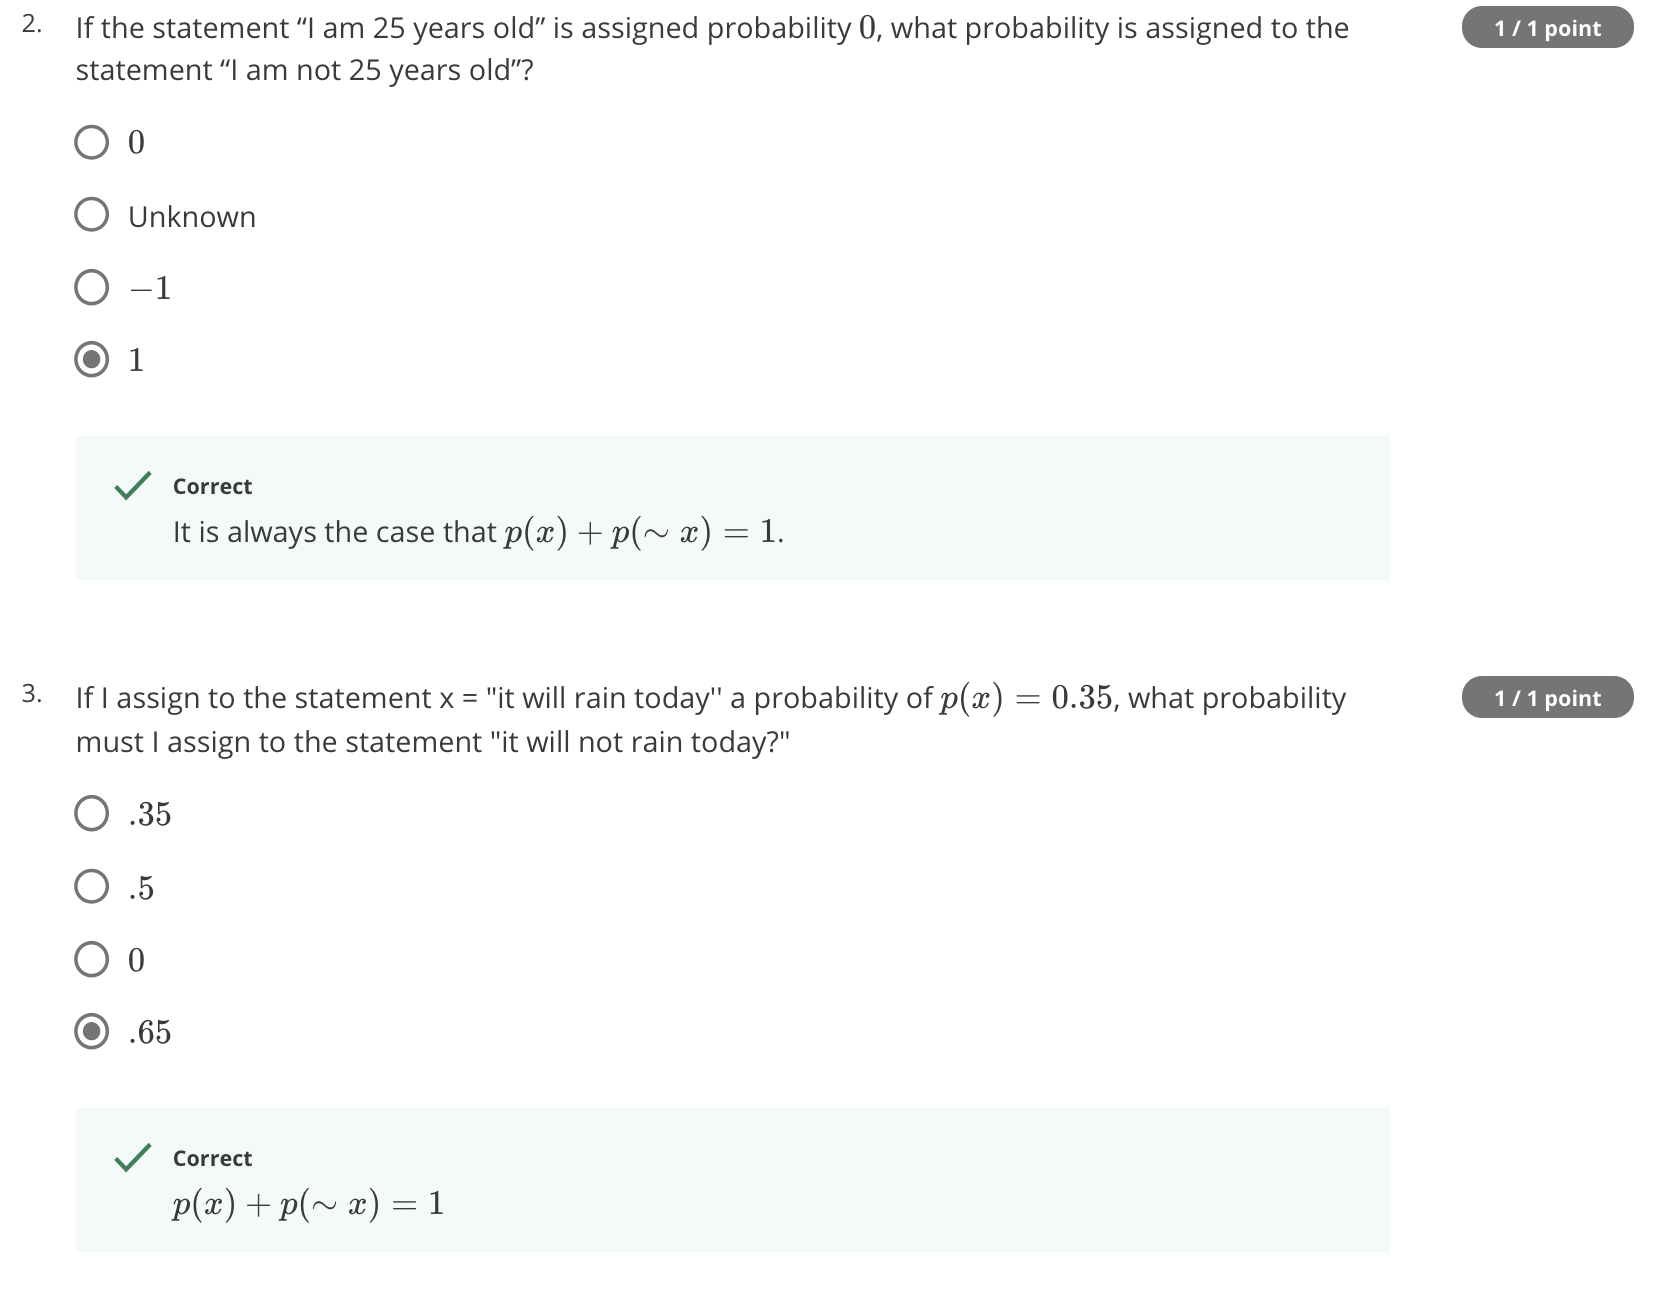 2. If the statement “I am 25 years old” is assigned probability 0, what probability is assigned to the 1 / 1 point
statement “I am not 25 years old”?
0
Unknown
−1
1
Correct
It is always the case that p(x) + p(∼ x) = 1.
3. If I assign to the statement x = "it will rain today'' a probability of p(x) = 0.35, what probability 1 / 1 point
must I assign to the statement "it will not rain today?"
.35
.5
0
.65
Correct
p(x) + p(∼ x) = 1